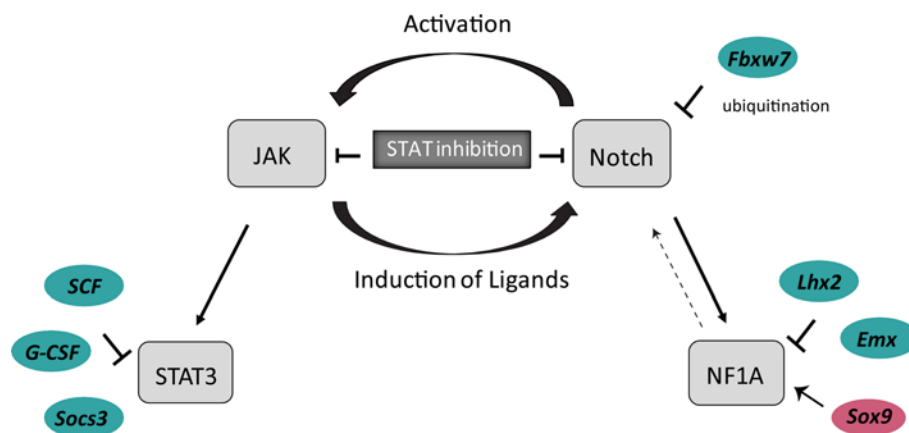 Activation
Fbxw7
ubiquitination
JAK
STAT inhibition
Notch
Induction of Ligands
SCF
Lhx2
G-CSF
Emx
STAT3
NF1A
Socs3
Sox9